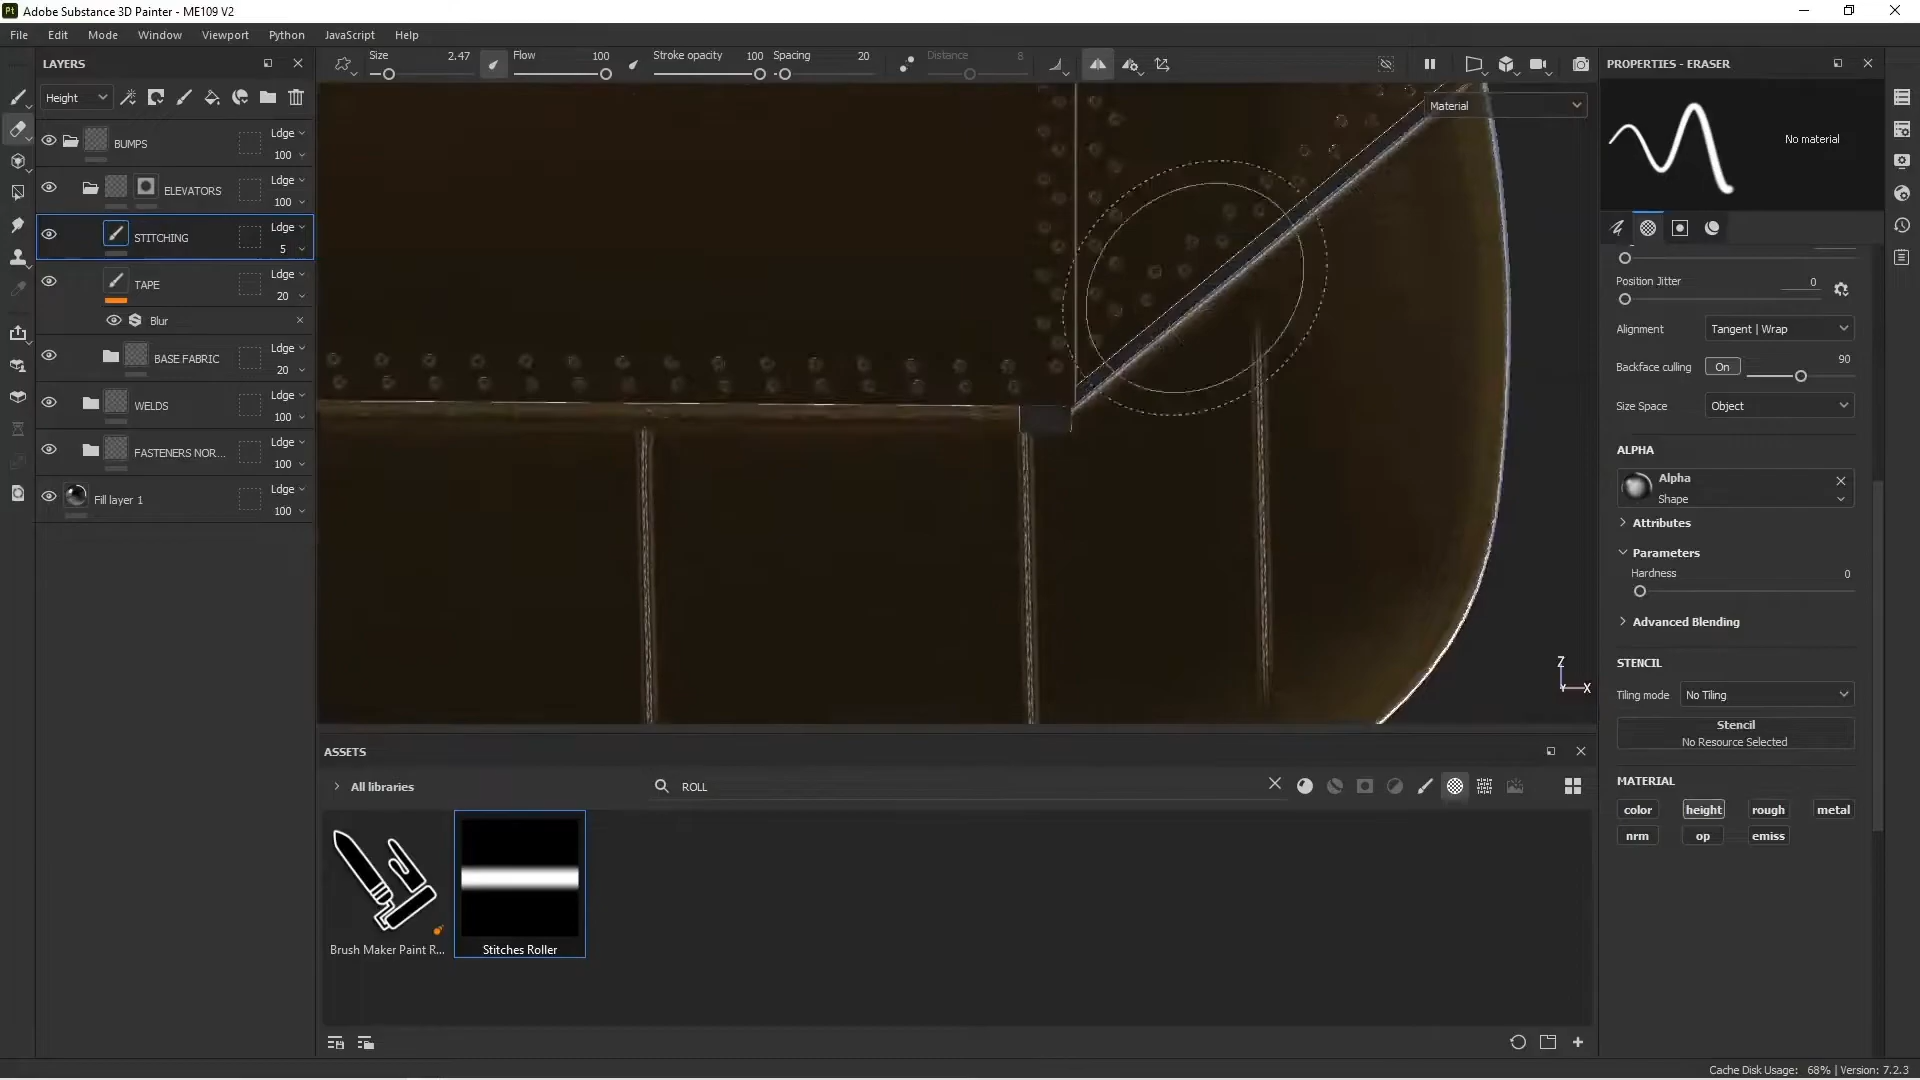 Pt Adobe Substance 3D Painter - ME109 V2
File Edit Mode Window Viewport Python JavaScript Help
LAYERS
Height
BUMPS Ldge 100
ELEVATORS Ldge 100
STITCHING Ldge 5
TAPE Ldge 20
Blur
BASE FABRIC Ldge 20
WELDS Ldge 100
FASTENERS NOR... Ldge 100
Fill layer 1 Ldge 100
Size 2.47 Flow 100 Stroke opacity 100 Spacing 20 Distance 8
Material
Z
Y X
ASSETS
All libraries
ROLL
Brush Maker Paint R...
Stitches Roller
PROPERTIES - ERASER
No material
Position Jitter 0
Alignment Tangent | Wrap
Backface culling On 90
Size Space Object
ALPHA
Alpha
Shape
Attributes
Parameters
Hardness 0
Advanced Blending
STENCIL
Tiling mode No Tiling
Stencil
No Resource Selected
MATERIAL
color height rough metal
nrm op emiss
Cache Disk Usage: 68% | Version: 7.2.3